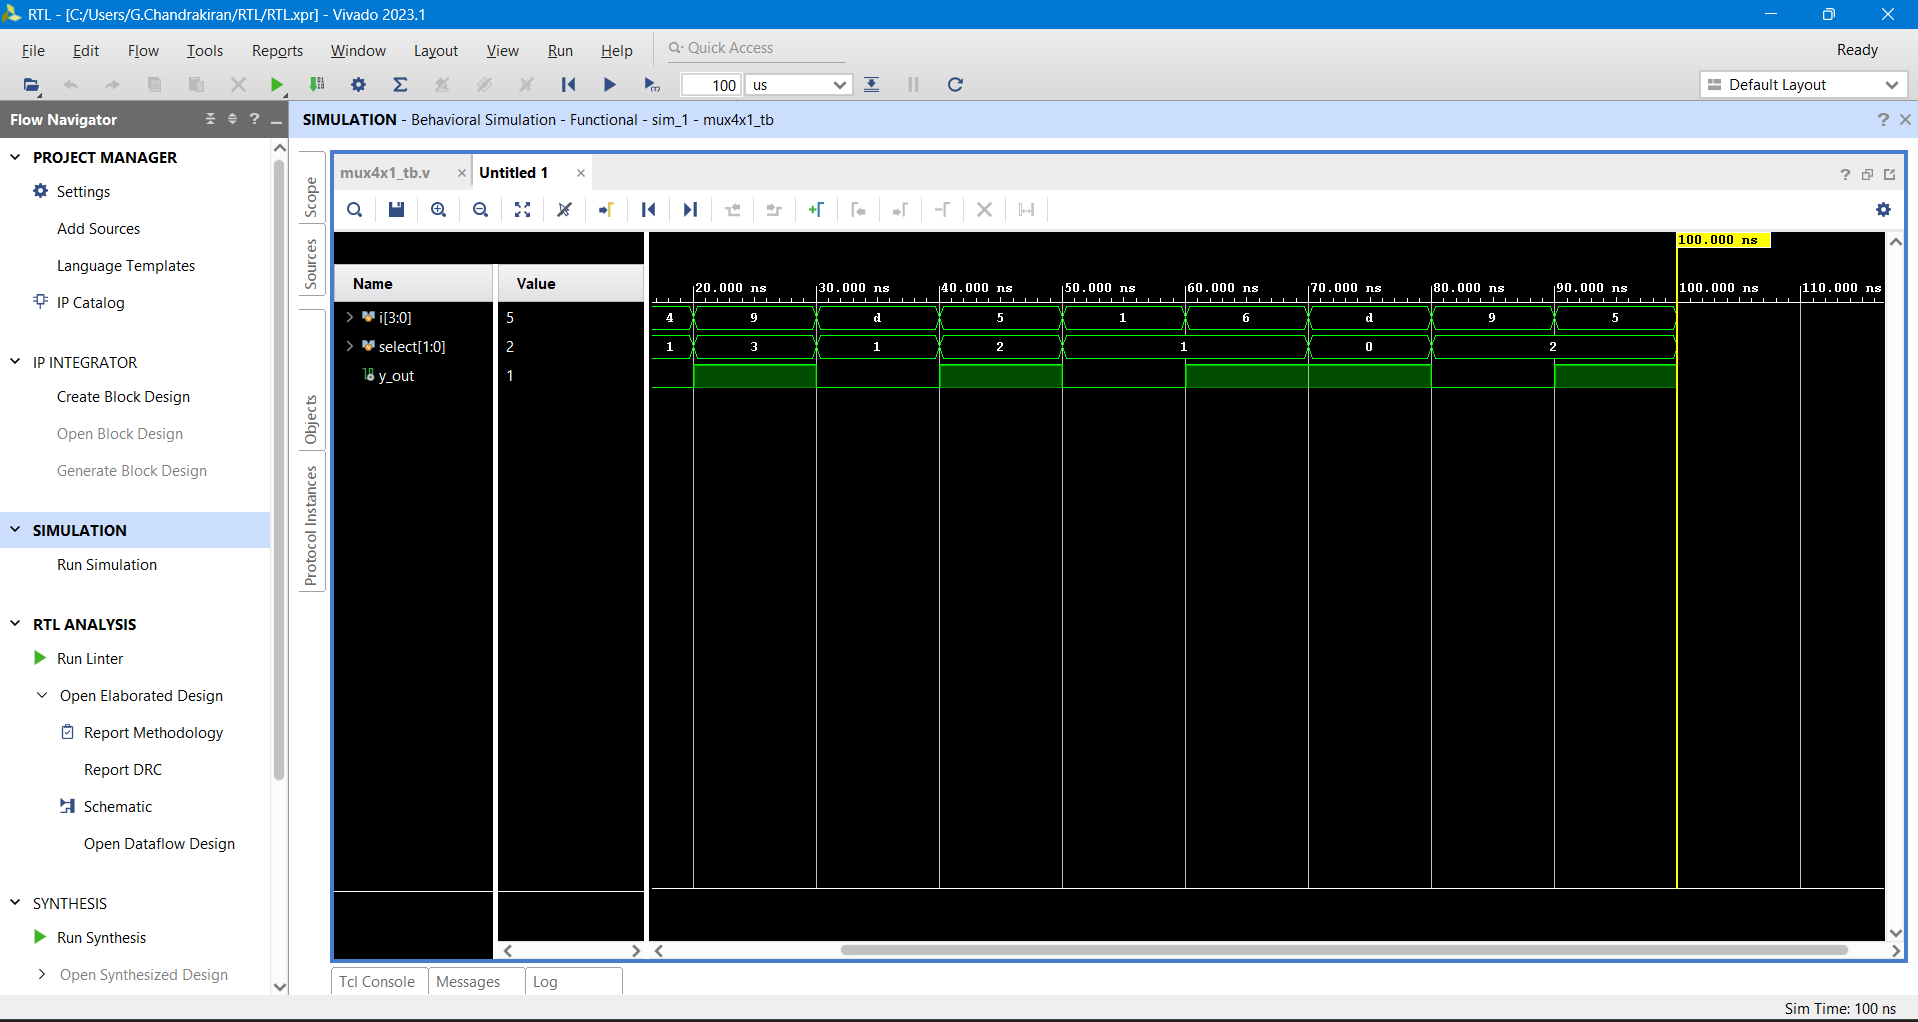 RTL - [C:/Users/G.Chandrakiran/RTL/RTL.xpr] - Vivado 2023.1
File Edit Flow Tools Reports Window Layout View Run Help Quick Access Ready
100 us Default Layout
Flow Navigator
SIMULATION - Behavioral Simulation - Functional - sim_1 - mux4x1_tb
PROJECT MANAGER
Settings
Add Sources
Language Templates
IP Catalog
IP INTEGRATOR
Create Block Design
Open Block Design
Generate Block Design
SIMULATION
Run Simulation
RTL ANALYSIS
Run Linter
Open Elaborated Design
Report Methodology
Report DRC
Schematic
Open Dataflow Design
SYNTHESIS
Run Synthesis
Open Synthesized Design
Scope
Sources
Objects
Protocol Instances
mux4x1_tb.v Untitled 1
100.000 ns
Name Value
20.000 ns 30.000 ns 40.000 ns 50.000 ns 60.000 ns 70.000 ns 80.000 ns 90.000 ns 100.000 ns 110.000 ns
i[3:0] 5 4 9 d 5 1 6 d 9 5
select[1:0] 2 1 3 1 2 1 0 2
y_out 1
Tcl Console Messages Log
Sim Time: 100 ns